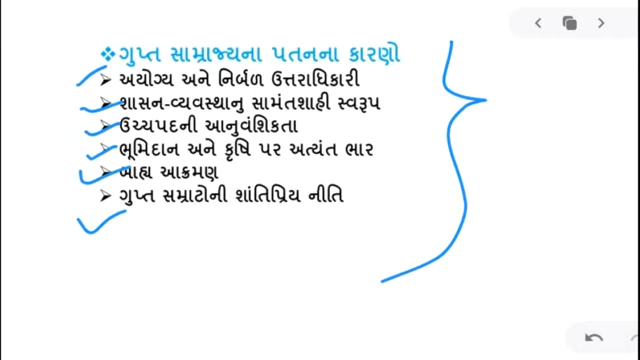 ❖ગુપ્ત સામ્રાજ્યના પતનના કારણો
➤ અયોગ્ય અને નિર્બળ ઉત્તરાધિકારી
➤ શાસન-વ્યવસ્થાનુ સામંતશાહી સ્વરૂપ
➤ ઉચ્ચપદની આનુવંશિકતા
➤ ભૂમિદાન અને કૃષિ પર અત્યંત ભાર
➤ બાહ્ય આક્રમણ
➤ ગુપ્ત સમ્રાટોની શાંતિપ્રિય નીતિ